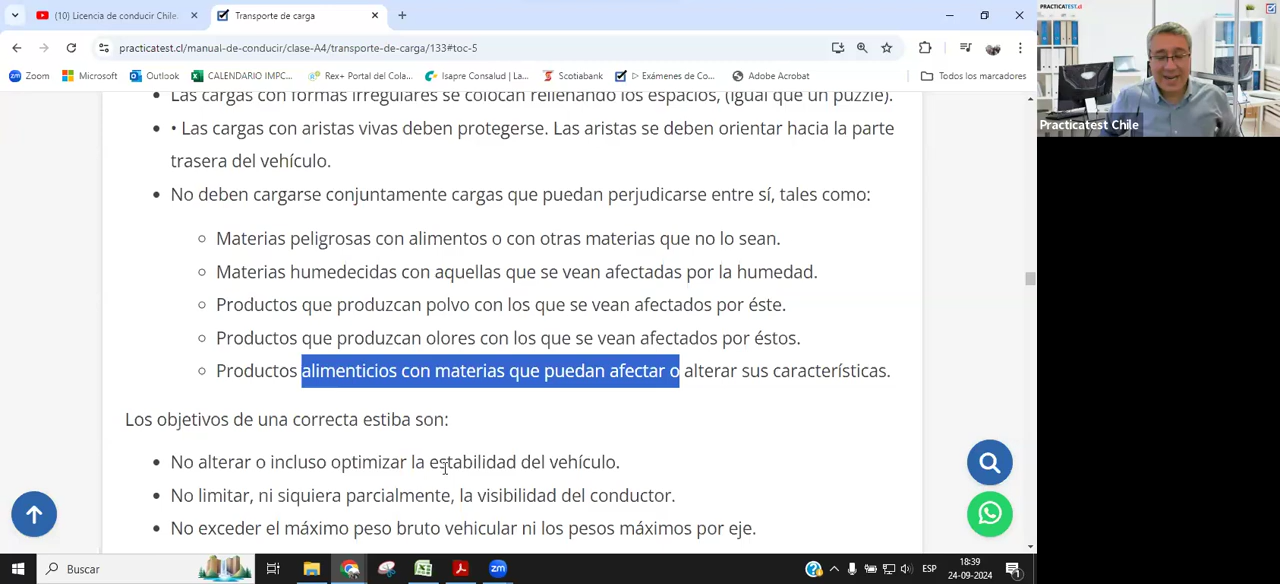 (10) Licencia de conducir Chile:
Transporte de carga
practicatest.cl/manual-de-conducir/clase-A4/transporte-de-carga/133#toc-5
Zoom
Microsoft
Outlook
CALENDARIO IMPC...
Rex+ Portal del Cola...
Isapre Consalud | La...
Scotiabank
Exámenes de Co...
Adobe Acrobat
Todos los marcadores
PRACTICATEST.cl
Practicatest Chile
Las cargas con formas irregulares se colocan rellenando los espacios, (igual que un puzzle).
• Las cargas con aristas vivas deben protegerse. Las aristas se deben orientar hacia la parte
trasera del vehículo.
No deben cargarse conjuntamente cargas que puedan perjudicarse entre sí, tales como:
Materias peligrosas con alimentos o con otras materias que no lo sean.
Materias humedecidas con aquellas que se vean afectadas por la humedad.
Productos que produzcan polvo con los que se vean afectados por éste.
Productos que produzcan olores con los que se vean afectados por éstos.
Productos alimenticios con materias que puedan afectar o alterar sus características.
Los objetivos de una correcta estiba son:
No alterar o incluso optimizar la estabilidad del vehículo.
No limitar, ni siquiera parcialmente, la visibilidad del conductor.
No exceder el máximo peso bruto vehicular ni los pesos máximos por eje.
Buscar
ESP
18:39
24-09-2024
1